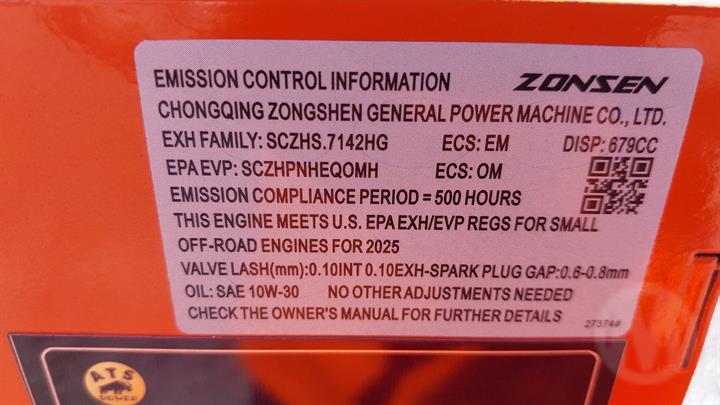 EMISSION CONTROL INFORMATION ZONSEN
CHONGQING ZONGSHEN GENERAL POWER MACHINE CO., LTD.
EXH FAMILY: SCZHS.7142HG ECS: EM DISP: 679CC
EPA EVP: SCZHPNHEQOMH ECS: OM
EMISSION COMPLIANCE PERIOD = 500 HOURS
THIS ENGINE MEETS U.S. EPA EXH/EVP REGS FOR SMALL
OFF-ROAD ENGINES FOR 2025
VALVE LASH(mm):0.10INT 0.10EXH-SPARK PLUG GAP:0.6-0.8mm
OIL: SAE 10W-30 NO OTHER ADJUSTMENTS NEEDED
CHECK THE OWNER'S MANUAL FOR FURTHER DETAILS 27374#
ATS
POWER